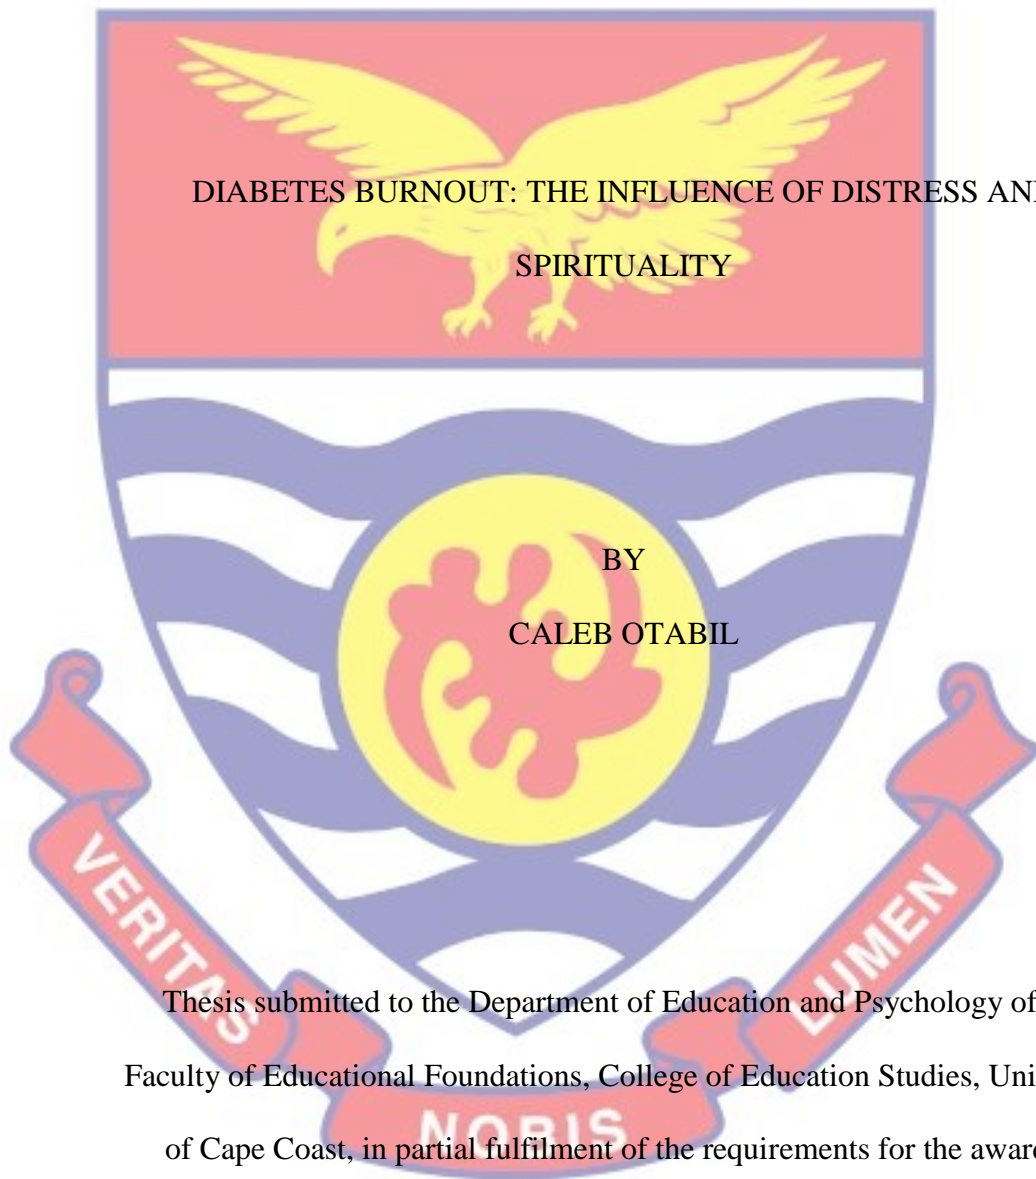 DIABETES BURNOUT: THE INFLUENCE OF DISTRESS AN
SPIRITUALITY
BY
CALEB OTABIL
VERITAS
NOBIS
LUMEN
Thesis submitted to the Department of Education and Psychology of
Faculty of Educational Foundations, College of Education Studies, Uni
of Cape Coast, in partial fulfilment of the requirements for the award